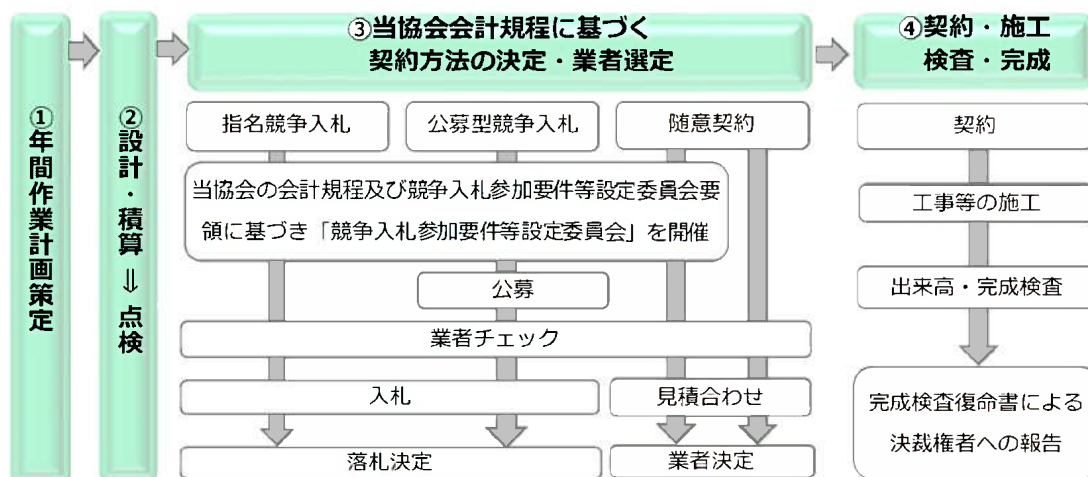 ①年間作業計画策定
②設計・積算⇒点検
③当協会会計規程に基づく
契約方法の決定・業者選定
指名競争入札
公募型競争入札
随意契約
当協会の会計規程及び競争入札参加要件等設定委員会要
領に基づき「競争入札参加要件等設定委員会」を開催
公募
業者チェック
入札
見積合わせ
落札決定
業者決定
④契約・施工
検査・完成
契約
工事等の施工
出来高・完成検査
完成検査復命書による
決裁権者への報告